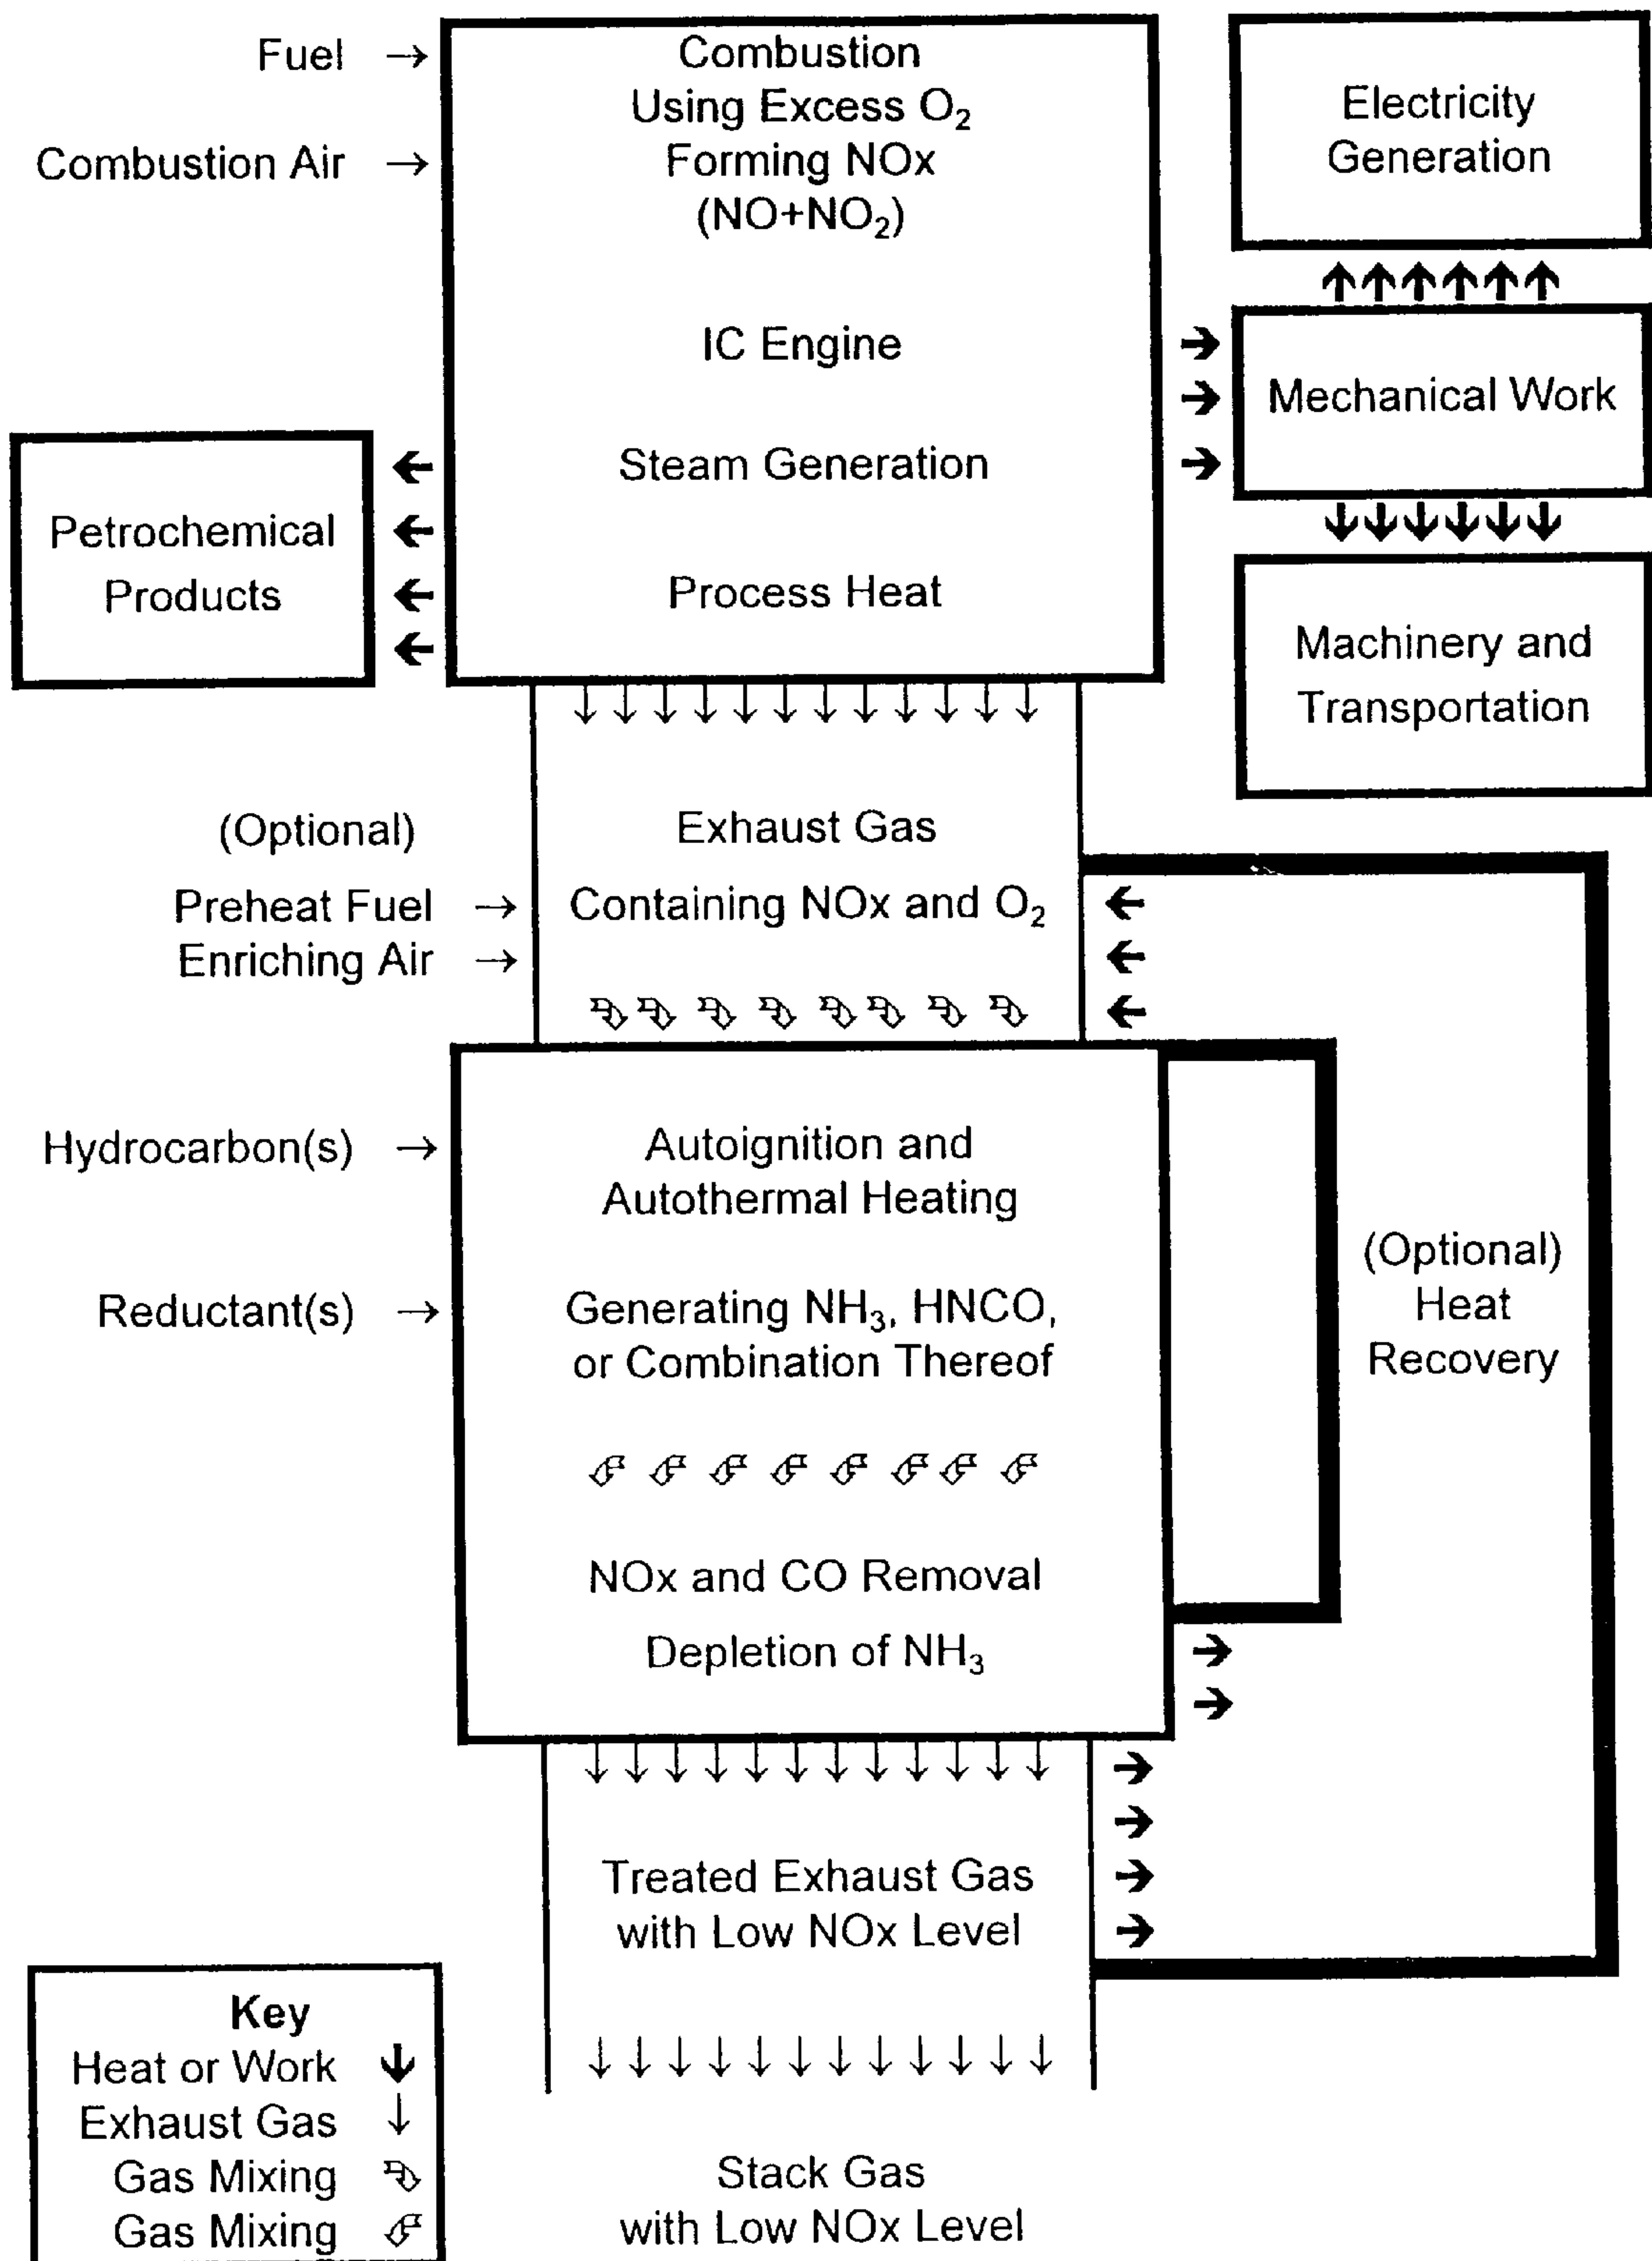 Fuel →
Combustion Air →
Combustion
Using Excess O₂
Forming NOx
(NO+NO₂)
IC Engine
Steam Generation
Process Heat
Electricity
Generation
Mechanical Work
Machinery and
Transportation
Petrochemical
Products
(Optional)
Preheat Fuel →
Enriching Air →
Exhaust Gas
Containing NOx and O₂
Hydrocarbon(s) →
Reductant(s) →
Autoignition and
Autothermal Heating
Generating NH₃, HNCO,
or Combination Thereof
NOx and CO Removal
Depletion of NH₃
(Optional)
Heat
Recovery
Treated Exhaust Gas
with Low NOx Level
Stack Gas
with Low NOx Level
Key
Heat or Work
Exhaust Gas
Gas Mixing
Gas Mixing